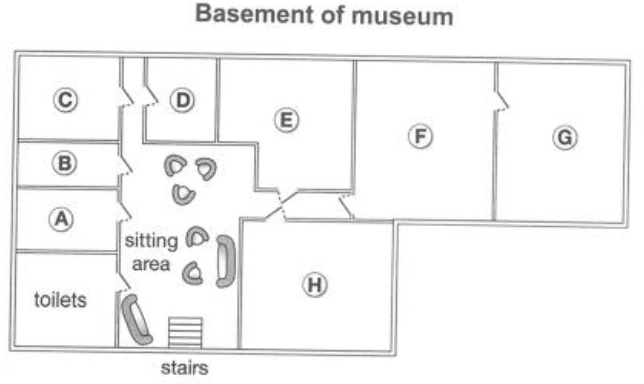 Basement of museum
C
D
E
F
G
B
A
sitting
area
H
toilets
stairs